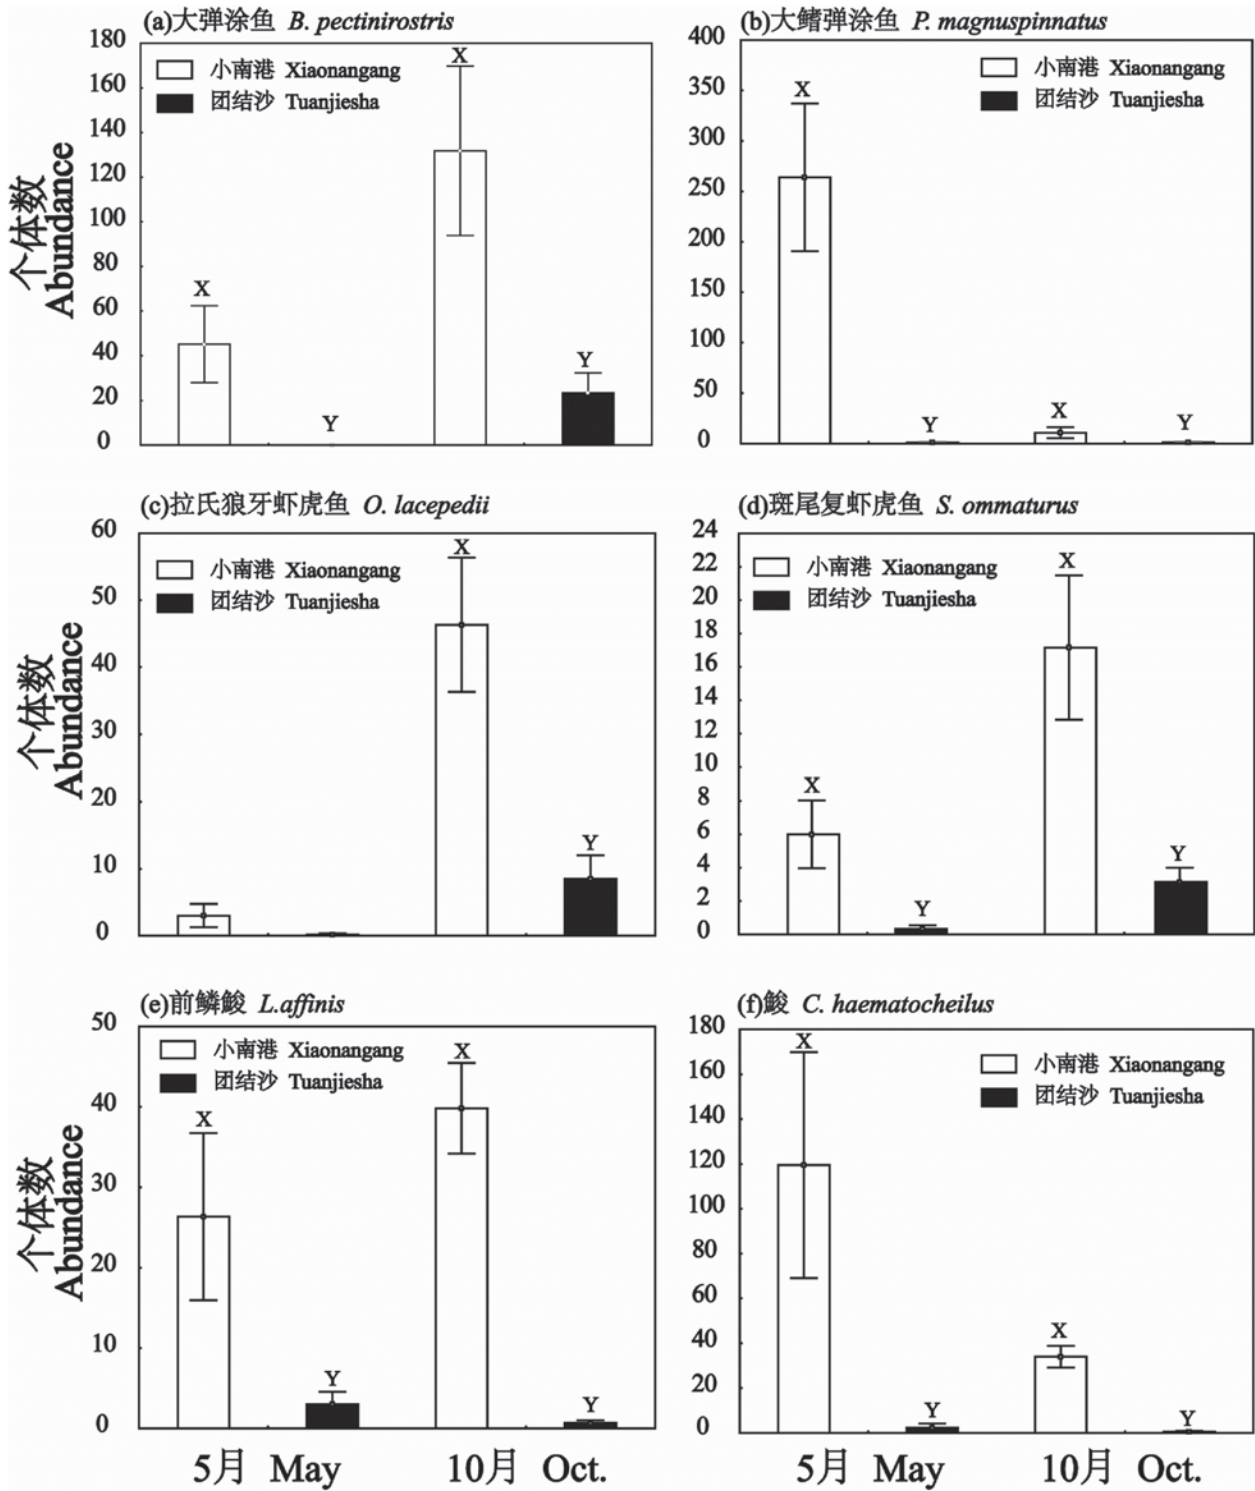 (a)大弹涂鱼 B. pectinirostris
180
160
140
120
100
80
60
40
20
0
小南港 Xiaonangang
团结沙 Tuanjiesha
X
Y
X
Y
个体数
Abundance
(b)大鳍弹涂鱼 P. magnuspinnatus
400
350
300
250
200
150
100
50
0
小南港 Xiaonangang
团结沙 Tuanjiesha
X
Y
X
Y
(c)拉氏狼牙虾虎鱼 O. lacepedii
60
50
40
30
20
10
0
小南港 Xiaonangang
团结沙 Tuanjiesha
X
Y
个体数
Abundance
(d)斑尾复虾虎鱼 S. ommaturus
24
22
20
18
16
14
12
10
8
6
4
2
0
小南港 Xiaonangang
团结沙 Tuanjiesha
X
Y
X
Y
(e)前鳞鮻 L.affinis
50
40
30
20
10
0
小南港 Xiaonangang
团结沙 Tuanjiesha
X
Y
X
Y
个体数
Abundance
5月 May
10月 Oct.
(f)鮻 C. haematocheilus
180
160
140
120
100
80
60
40
20
0
小南港 Xiaonangang
团结沙 Tuanjiesha
X
Y
X
Y
5月 May
10月 Oct.